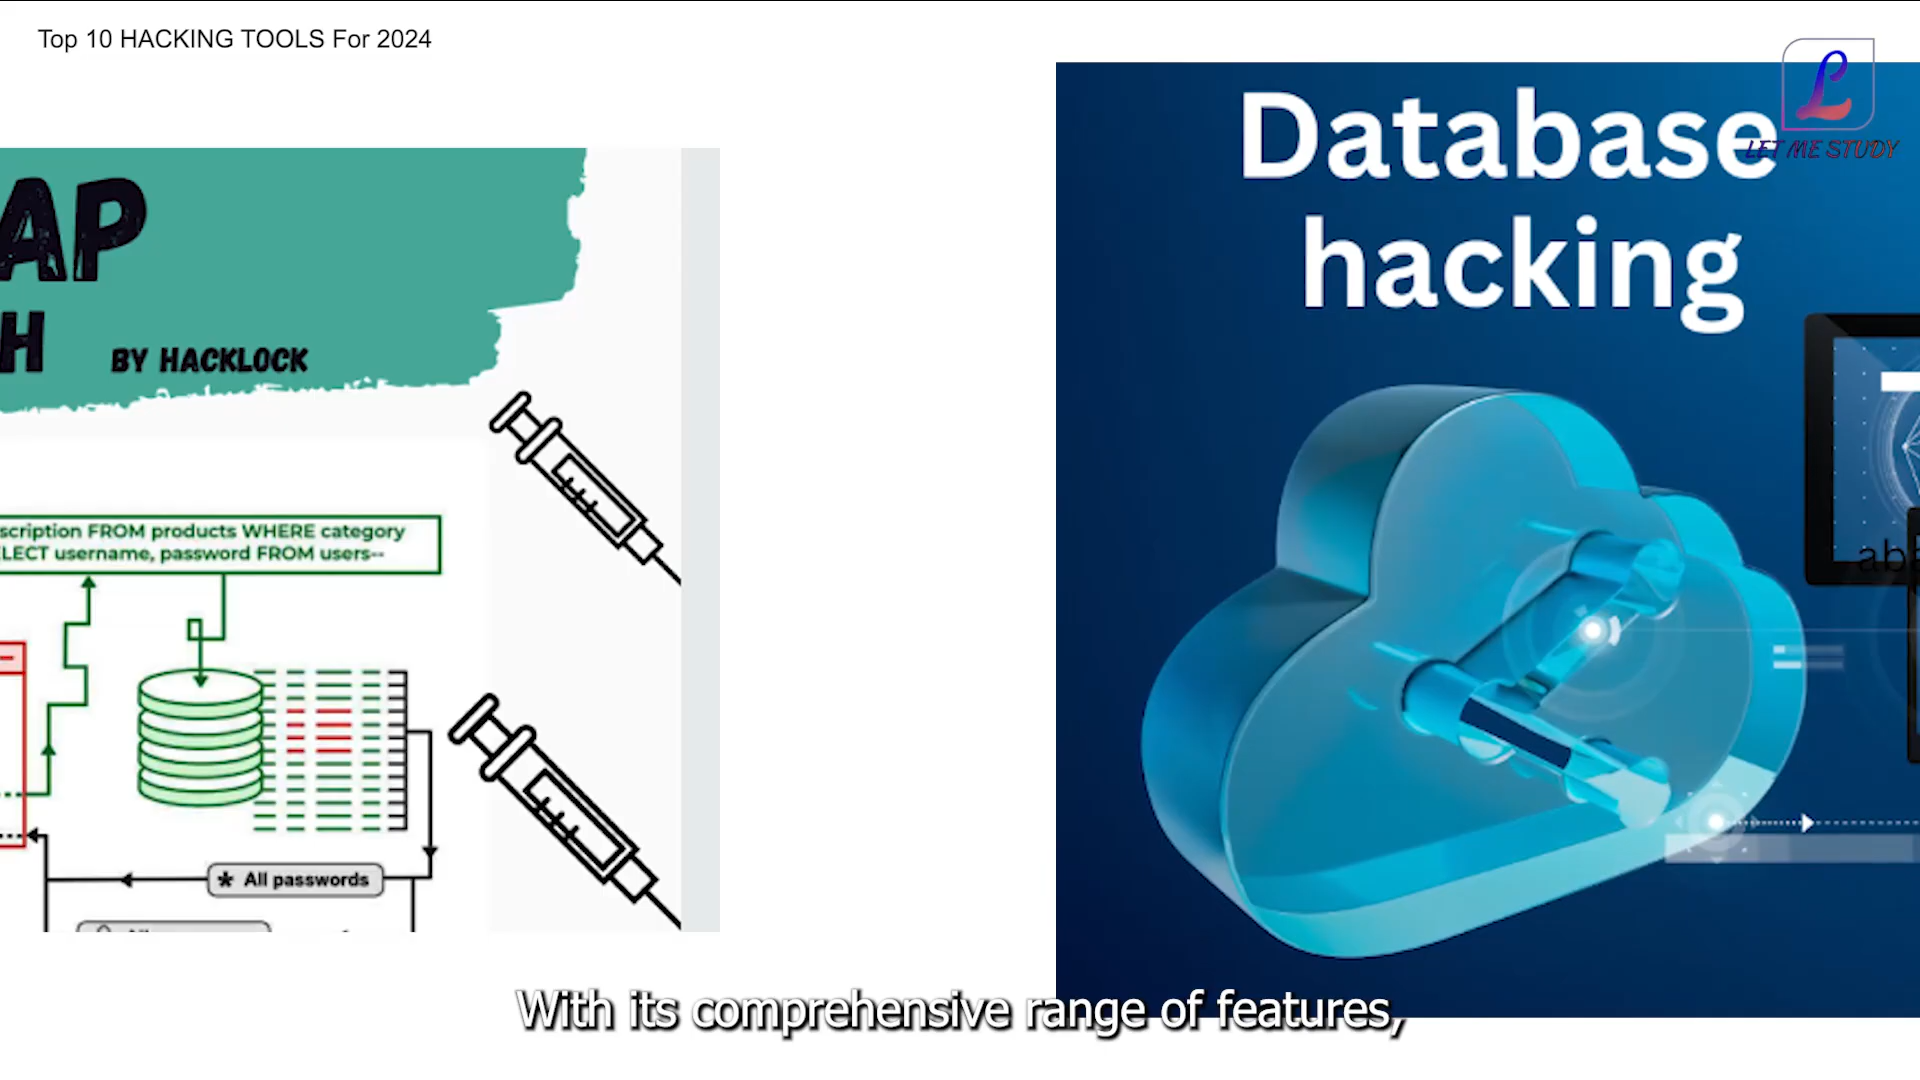 Top 10 HACKING TOOLS For 2024
AP
H
BY HACKLOCK
scription FROM products WHERE category
LECT username, password FROM users--
* All passwords
Database
hacking
LET ME STUDY
With its comprehensive range of features,